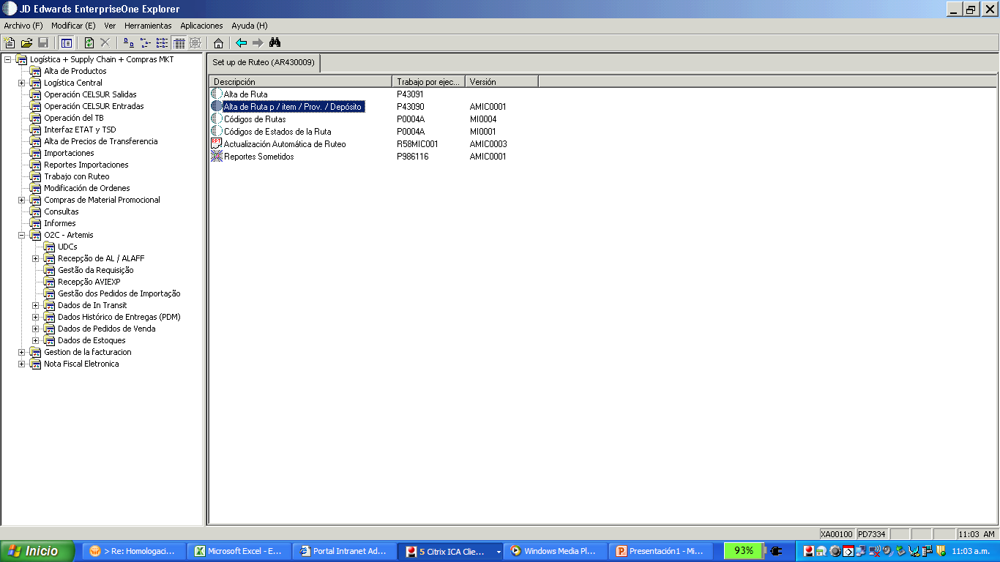 JD Edwards EnterpriseOne Explorer
Archivo (F) Modificar (E) Ver Herramientas Aplicaciones Ayuda (H)
Logística + Supply Chain + Compras MKT
Alta de Productos
Logística Central
Operación CELSUR Salidas
Operación CELSUR Entradas
Operación del TB
Interfaz ETAT y TSD
Alta de Precios de Transferencia
Importaciones
Reportes Importaciones
Trabajo con Ruteo
Modificación de Ordenes
Compras de Material Promocional
Consultas
Informes
O2C - Artemis
UDCs
Recepção de AL / ALAFF
Gestão da Requisição
Recepção AVIEXP
Gestão dos Pedidos de Importação
Dados de In Transit
Dados Histórico de Entregas (PDM)
Dados de Pedidos de Venda
Dados de Estoques
Gestion de la facturacion
Nota Fiscal Eletronica
Set up de Ruteo (AR430009)
Descripción Trabajo por ejec... Versión
Alta de Ruta P43091
Alta de Ruta p / item / Prov. / Depósito P43090 AMIC0001
Códigos de Rutas P0004A MI0004
Códigos de Estados de la Ruta P0004A MI0001
RPT Actualización Automática de Ruteo R58MIC001 AMIC0003
Reportes Sometidos P986116 AMIC0001
XA00100 PD7334 11:03 AM
Inicio > Re: Homologaci... Microsoft Excel - E... Portal Intranet Ad... 5 Citrix ICA Clie... Windows Media Pl... Presentación1 - Mi... 93% 11:03 a.m.